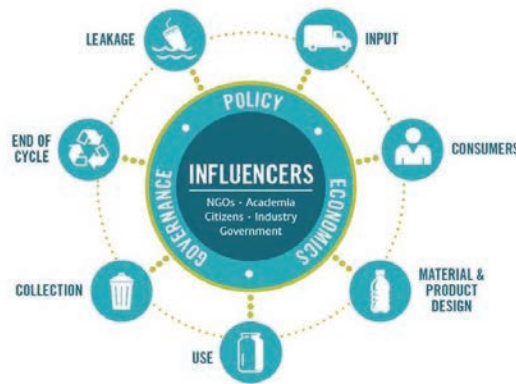 LEAKAGE
INPUT
POLICY
END OF
CYCLE
CONSUMERS
INFLUENCERS
NGOs • Academia
Citizens • Industry
Government
GOVERNANCE
ECONOMICS
COLLECTION
MATERIAL &
PRODUCT
DESIGN
USE